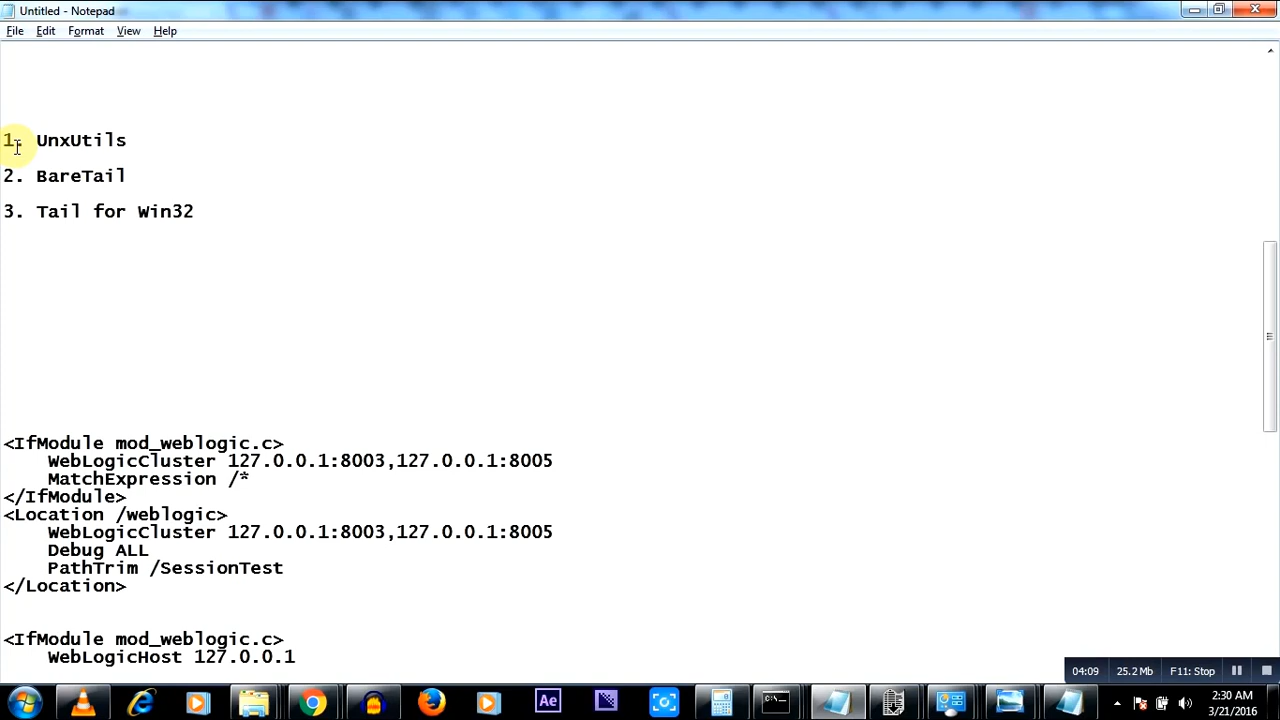 Untitled - Notepad
File Edit Format View Help
1. UnxUtils
2. BareTail
3. Tail for Win32
<IfModule mod_weblogic.c>
WebLogicCluster 127.0.0.1:8003,127.0.0.1:8005
MatchExpression /*
</IfModule>
<Location /weblogic>
WebLogicCluster 127.0.0.1:8003,127.0.0.1:8005
Debug ALL
PathTrim /SessionTest
</Location>
<IfModule mod_weblogic.c>
WebLogicHost 127.0.0.1
04:09 25.2 Mb F11: Stop
Ae
2:30 AM
3/21/2016